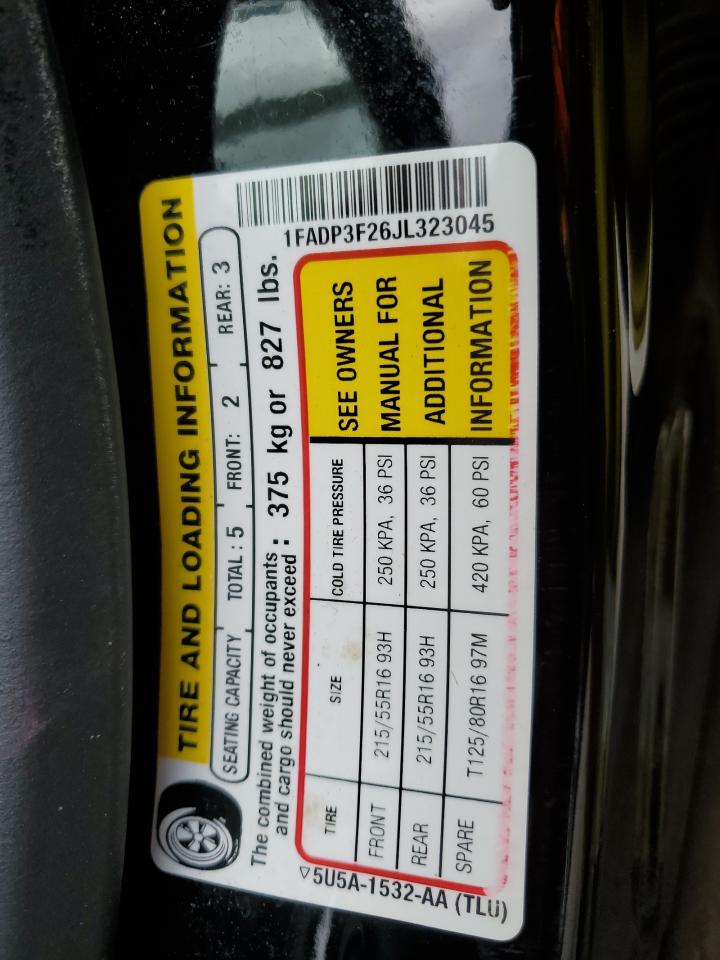 TIRE AND LOADING INFORMATION
SEATING CAPACITY TOTAL : 5 FRONT: 2 REAR: 3
The combined weight of occupants
and cargo should never exceed : 375 kg or 827 lbs.
TIRE SIZE COLD TIRE PRESSURE
FRONT 215/55R16 93H 250 KPA, 36 PSI
REAR 215/55R16 93H 250 KPA, 36 PSI
SPARE T125/80R16 97M 420 KPA, 60 PSI
SEE OWNERS
MANUAL FOR
ADDITIONAL
INFORMATION
5U5A-1532-AA (TLU)
1FADP3F26JL323045